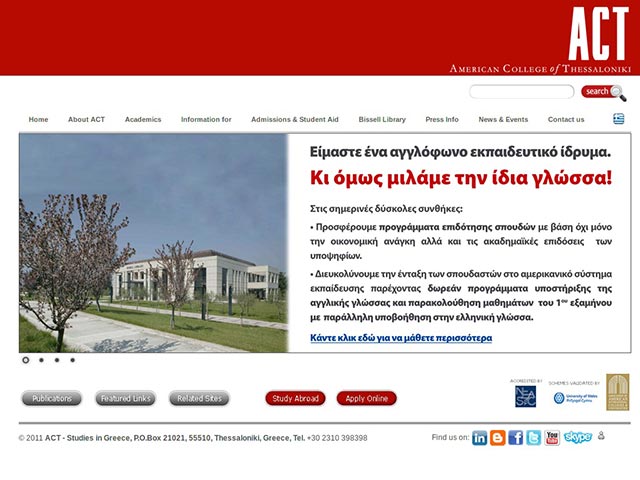 ACT
AMERICAN COLLEGE of THESSALONIKI
search
Home About ACT Academics Information for Admissions & Student Aid Bissell Library Press Info News & Events Contact us
Είμαστε ένα αγγλόφωνο εκπαιδευτικό ίδρυμα.
Κι όμως μιλάμε την ίδια γλώσσα!
Στις σημερινές δύσκολες συνθήκες:
• Προσφέρουμε προγράμματα επιδότησης σπουδών με βάση όχι μόνο
την οικονομική ανάγκη αλλά και τις ακαδημαϊκές επιδόσεις των
υποψηφίων.
• Διευκολύνουμε την ένταξη των σπουδαστών στο αμερικανικό σύστημα
εκπαίδευσης παρέχοντας δωρεάν προγράμματα υποστήριξης της
αγγλικής γλώσσας και παρακολούθηση μαθημάτων του 1ου εξαμήνου
με παράλληλη υποβοήθηση στην ελληνική γλώσσα.
Κάντε κλικ εδώ για να μάθετε περισσότερα
Publications Featured Links Related Sites Study Abroad Apply Online
ACCREDITED BY SCHEMES VALIDATED BY
NEASC
University of Wales
Prifysgol Cymru
© 2011 ACT - Studies in Greece, P.O.Box 21021, 55510, Thessaloniki, Greece, Tel. +30 2310 398398 Find us on: in f You Tube skype